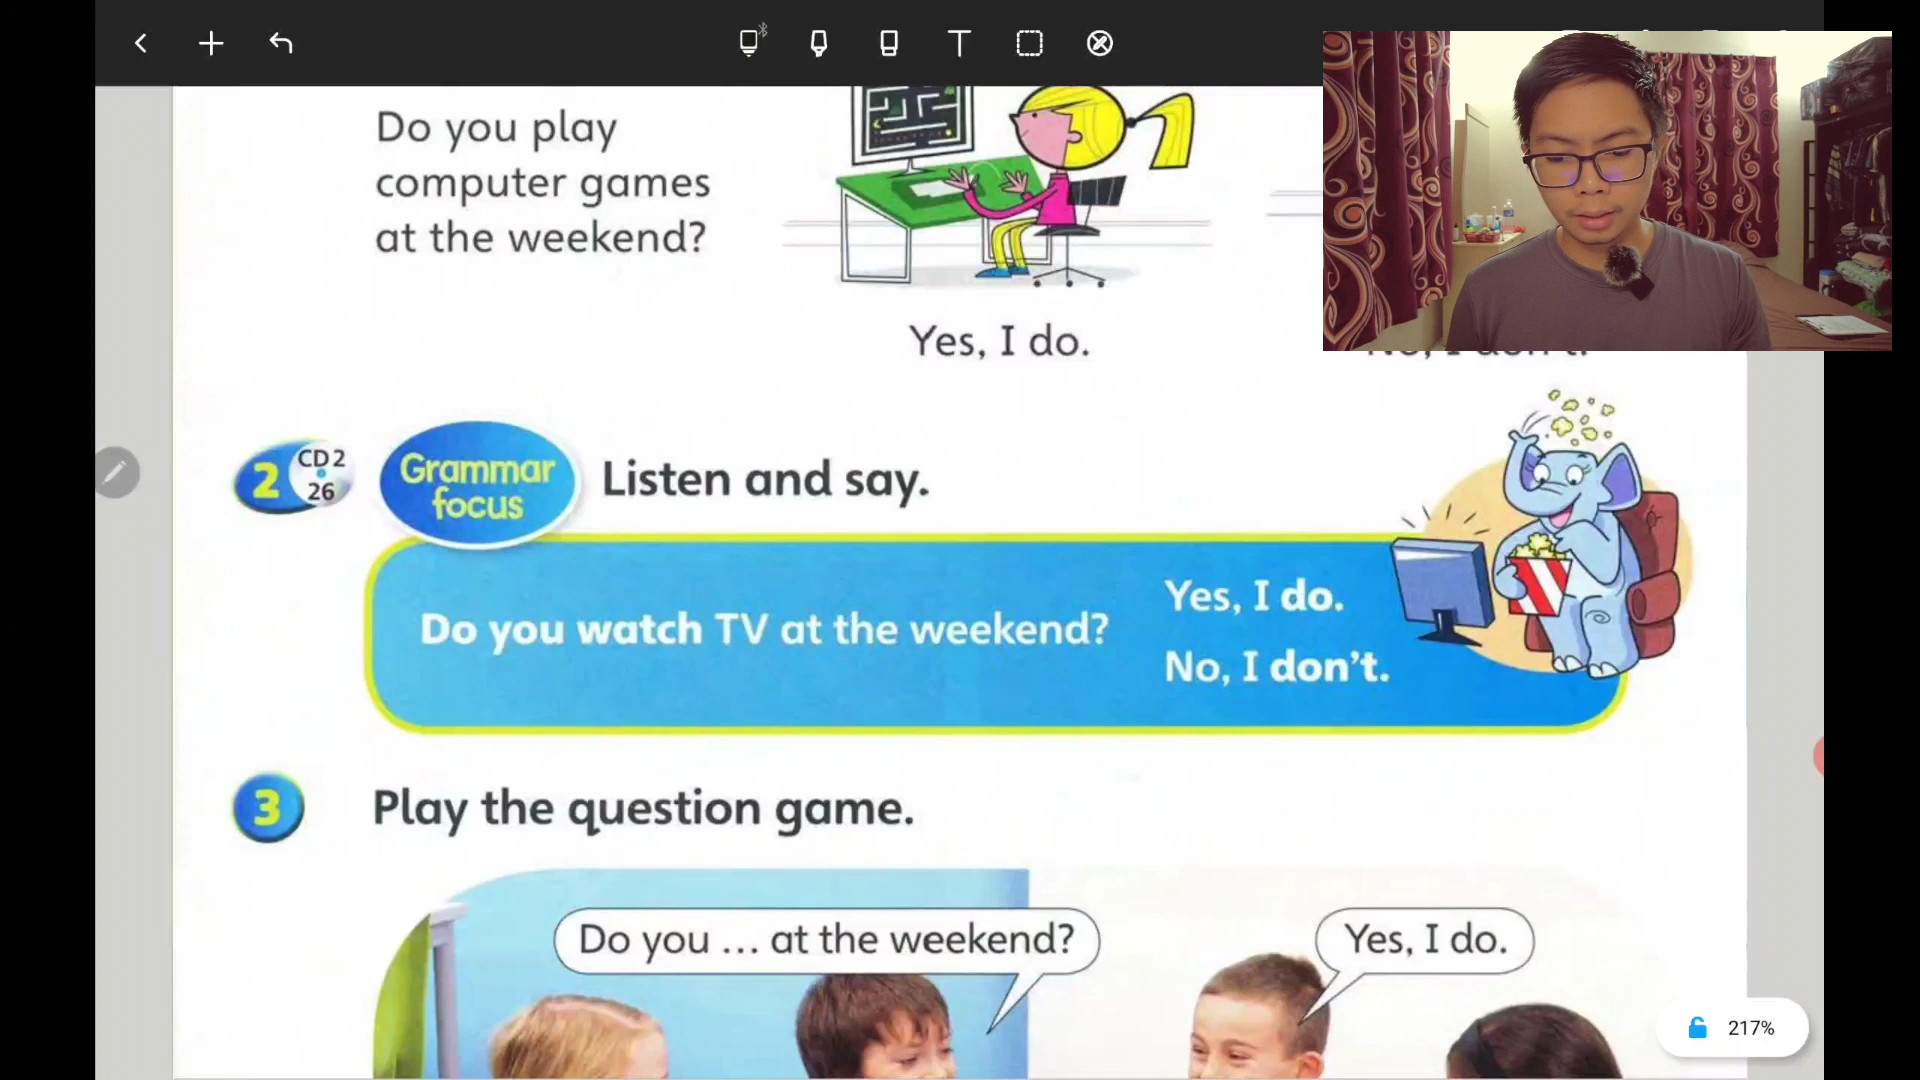 Do you play
computer games
at the weekend?
Yes, I do.
No, I don't.
2
CD 2
26
Grammar
focus
Listen and say.
Do you watch TV at the weekend?
Yes, I do.
No, I don't.
3
Play the question game.
Do you ... at the weekend?
Yes, I do.
217%